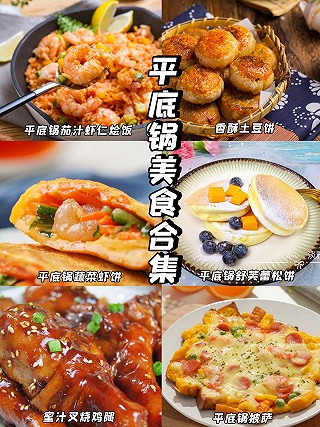 平底锅美食合集
平底锅茄汁虾仁烩饭
香酥土豆饼
平底锅蔬菜虾饼
平底锅舒芙蕾松饼
蜜汁叉烧鸡腿
平底锅披萨